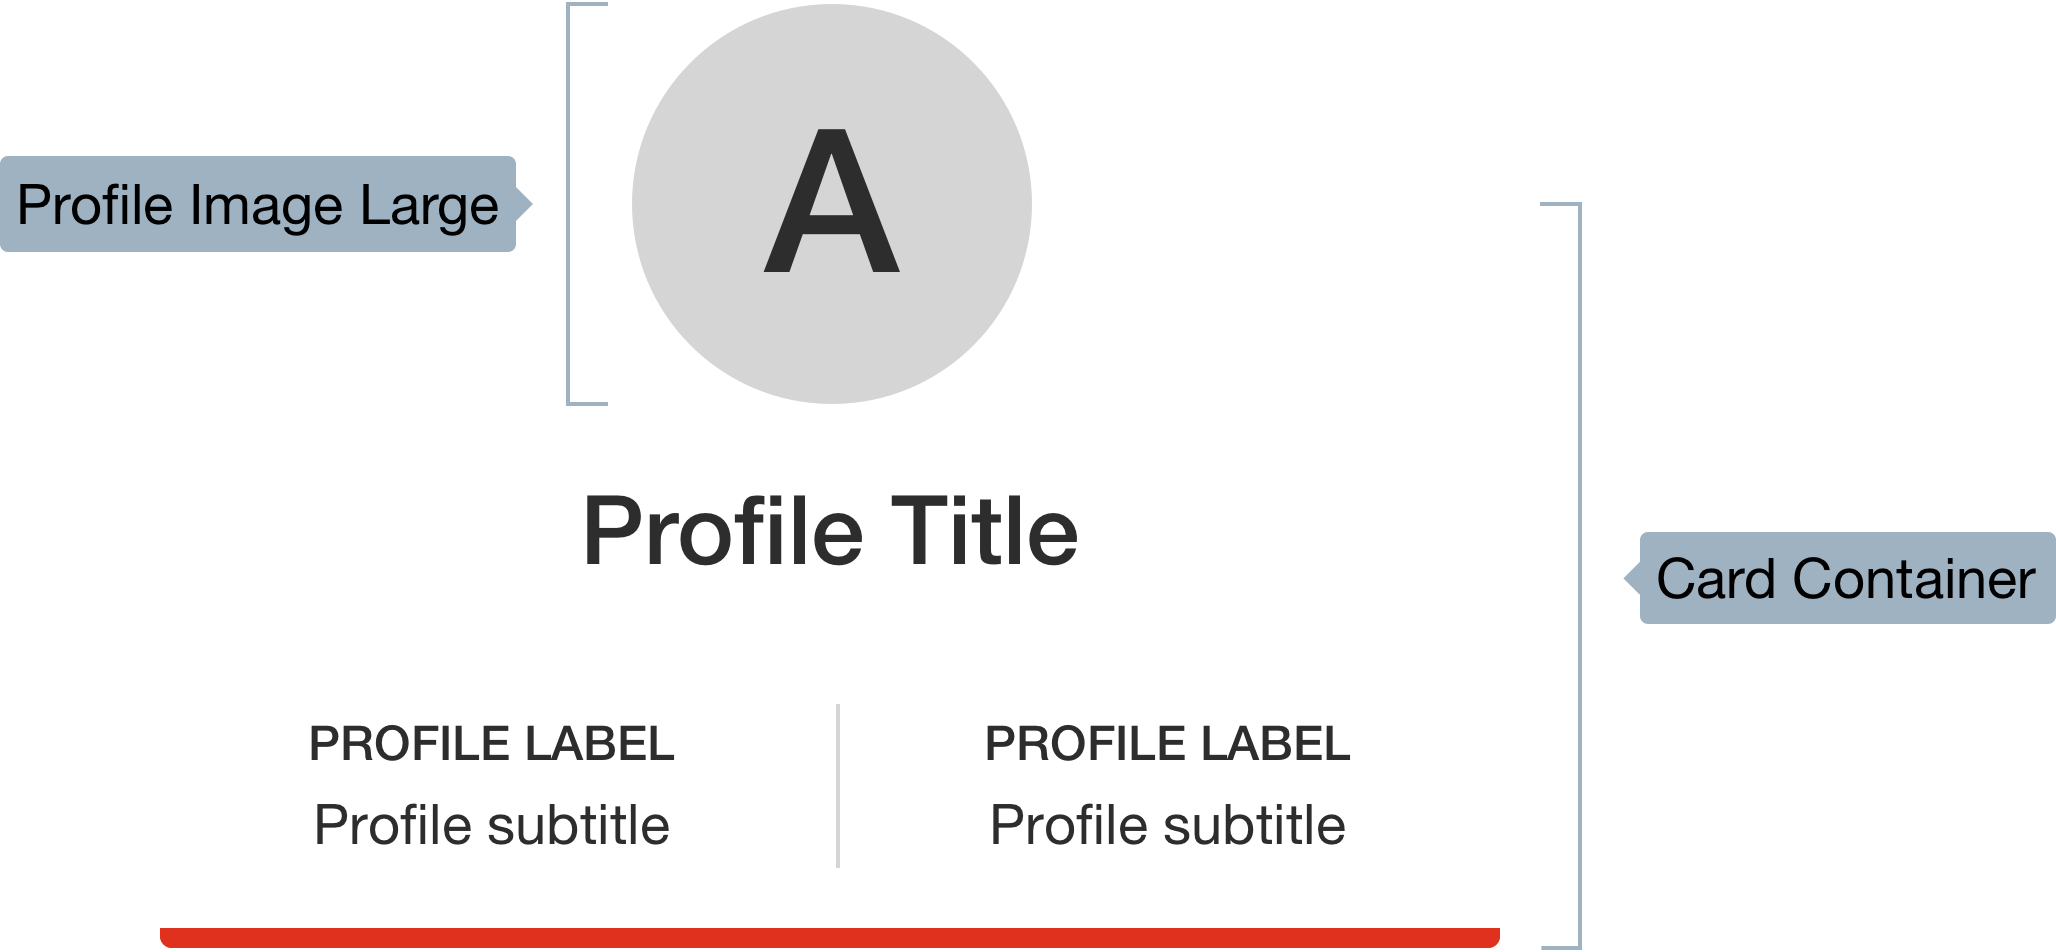 A
Profile Image Large
Profile Title
Card Container
PROFILE LABEL
PROFILE LABEL
Profile subtitle
Profile subtitle